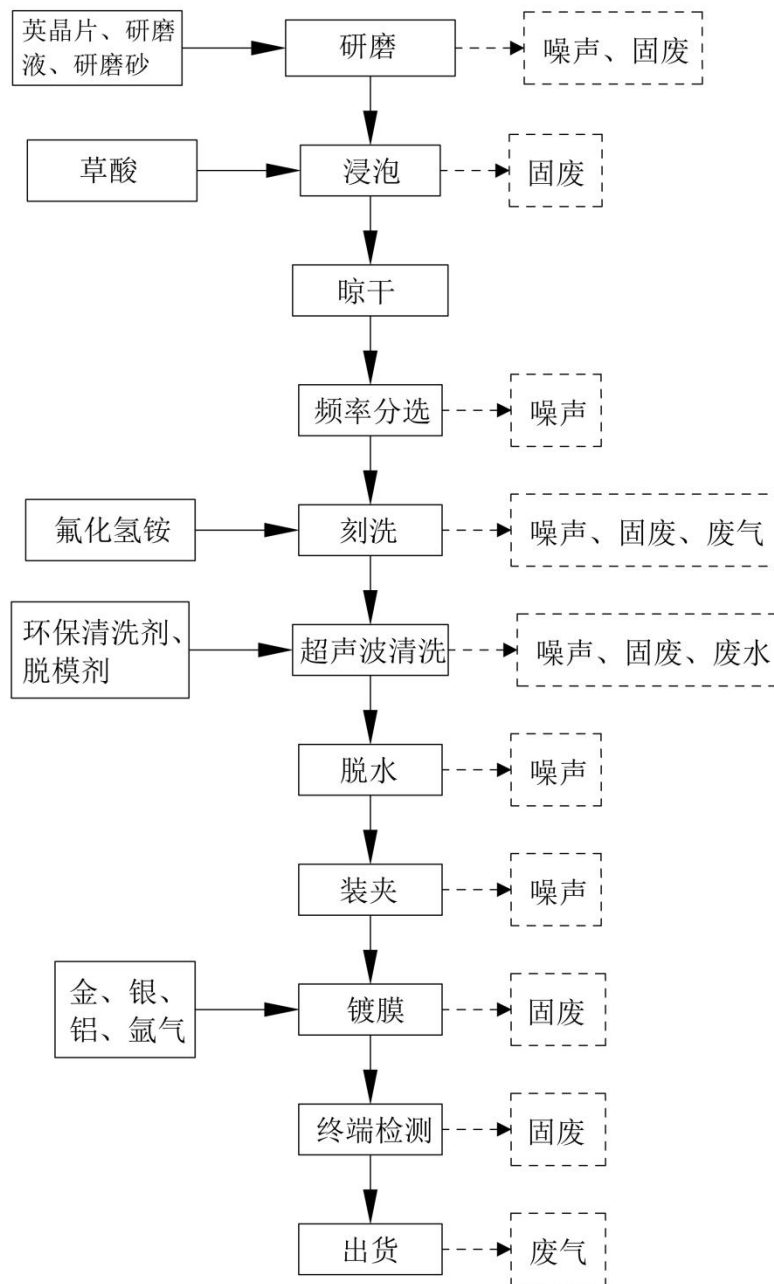 英晶片、研磨
液、研磨砂
研磨
噪声、固废
草酸
浸泡
固废
晾干
频率分选
噪声
氟化氢铵
刻洗
噪声、固废、废气
环保清洗剂、
脱模剂
超声波清洗
噪声、固废、废水
脱水
噪声
装夹
噪声
金、银、
铝、氩气
镀膜
固废
终端检测
固废
出货
废气